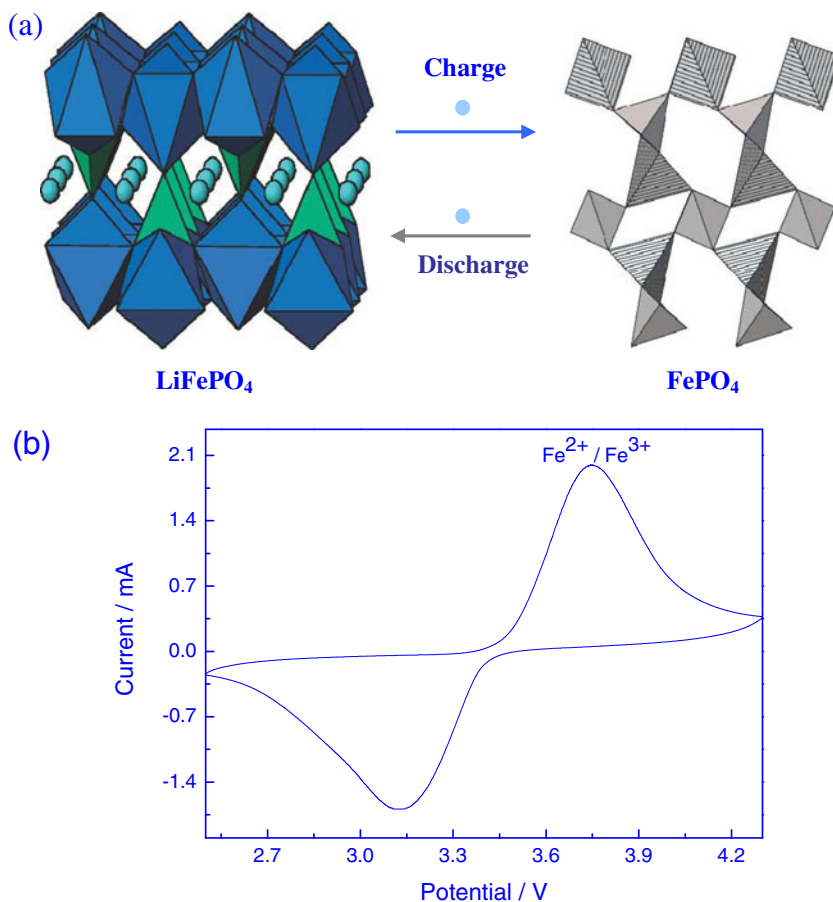 (a)
Charge
Discharge
LiFePO₄
FePO₄
(b)
Fe²⁺ / Fe³⁺
2.1
1.4
0.7
0.0
-0.7
-1.4
Current / mA
2.7 3.0 3.3 3.6 3.9 4.2
Potential / V